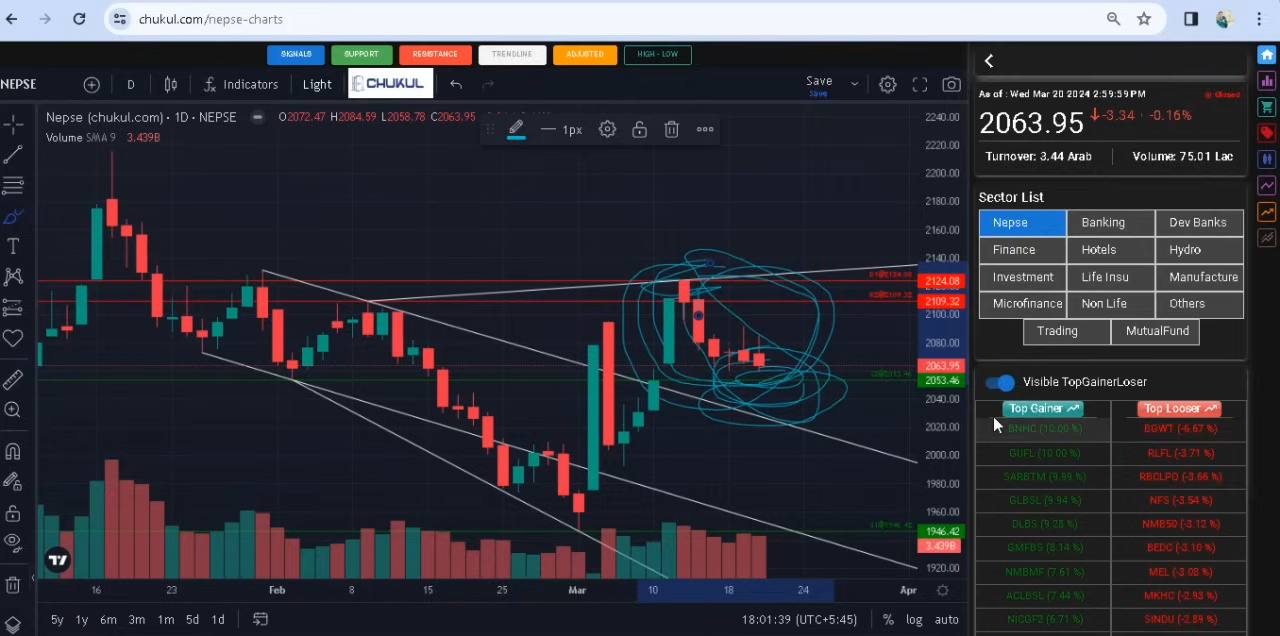 chukul.com/nepse-charts
SIGNALS SUPPORT RESISTANCE TRENDLINE ADJUSTED HIGH - LOW
NEPSE D Indicators Light CHUKUL Save
Save
Nepse (chukul.com) · 1D · NEPSE O2072.47 H2084.59 L2058.78 C2063.95
Volume SMA 9 3.439B
1px
2240.00
2220.00
2200.00
2180.00
2160.00
2140.00
2124.08
2109.32
2100.00
2080.00
2063.95
2053.46
2040.00
2020.00
2000.00
1980.00
1960.00
1946.42
3.439B
1920.00
16 23 Feb 8 15 25 Mar 10 18 24 Apr
5y 1y 6m 3m 1m 5d 1d 18:01:39 (UTC+5:45) % log auto
As of : Wed Mar 20 2024 2:59:59 PM Closed
2063.95 -3.34 · -0.16%
Turnover: 3.44 Arab Volume: 75.01 Lac
Sector List
Nepse Banking Dev Banks
Finance Hotels Hydro
Investment Life Insu Manufacture
Microfinance Non Life Others
Trading MutualFund
Visible TopGainerLoser
Top Gainer Top Looser
BNHC (10.00 %) BGWT (-6.67 %)
GUFL (10.00 %) RLFL (-3.71 %)
SARBTM (9.99 %) RBCLPO (-3.66 %)
GLBSL (9.94 %) NFS (-3.54 %)
DLBS (9.28 %) NMB50 (-3.12 %)
GMFBS (8.14 %) BEDC (-3.10 %)
NMBMF (7.61 %) MEL (-3.08 %)
ACLBSL (7.44 %) MKHC (-2.93 %)
NICGF2 (6.71 %) SINDU (-2.89 %)